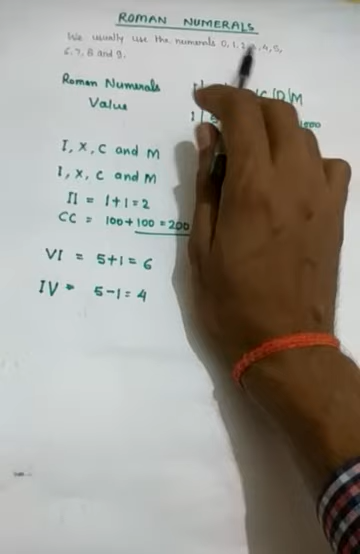 ROMAN NUMERALS
We usually use the numerals 0, 1, 2, 3, 4, 5,
6, 7, 8 and 9.
Roman Numerals C D M
Value 1
I, X, C and M
I, X, C and M
II = 1+1=2
CC = 100+100=200
VI = 5+1=6
IV = 5-1=4